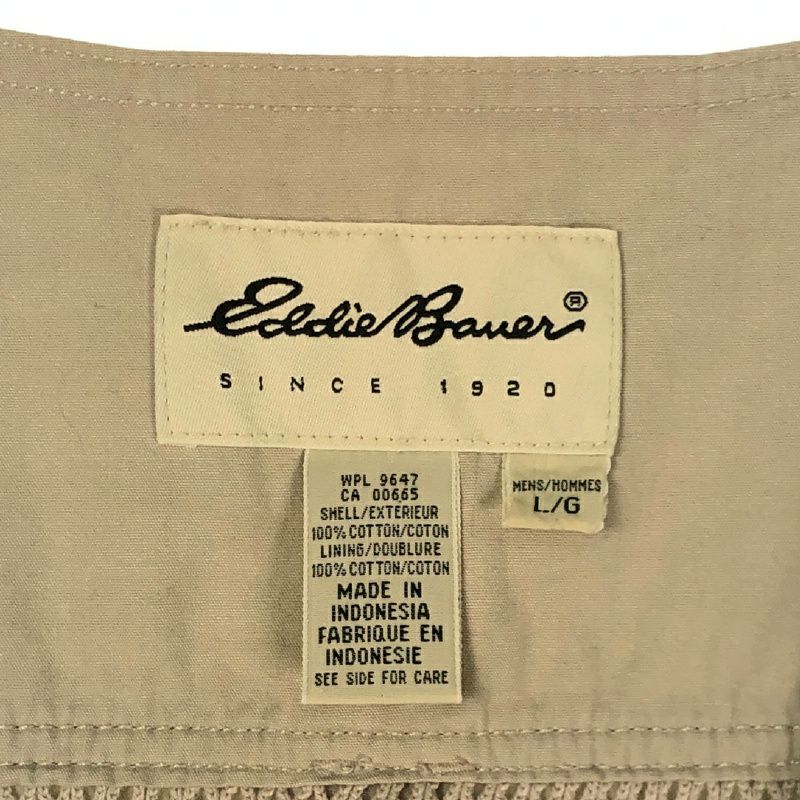 Eddie Bauer ®
SINCE 1920
WPL 9647
CA 00665
SHELL/EXTERIEUR
100% COTTON/COTON
LINING/DOUBLURE
100% COTTON/COTON
MADE IN
INDONESIA
FABRIQUE EN
INDONESIE
SEE SIDE FOR CARE
MENS/HOMMES
L/G